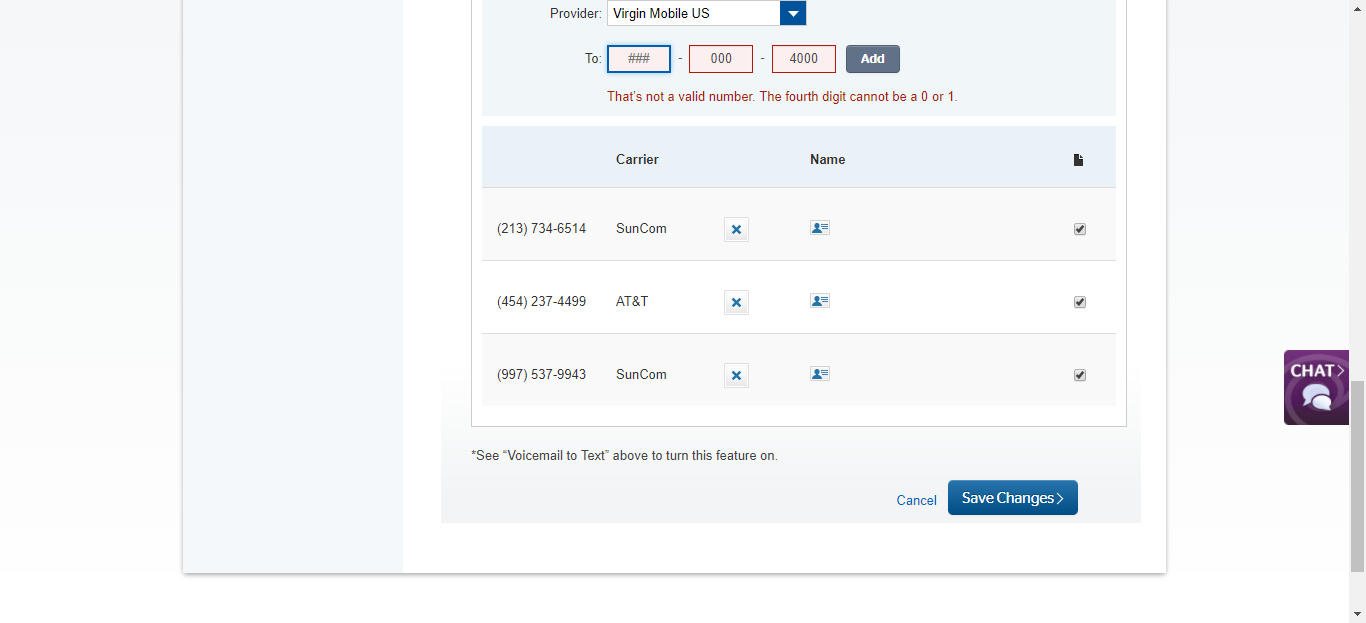 Provider: Virgin Mobile US
To: ### - 000 - 4000 Add
That's not a valid number. The fourth digit cannot be a 0 or 1.
Carrier Name
(213) 734-6514 SunCom
(454) 237-4499 AT&T
(997) 537-9943 SunCom
CHAT>
*See “Voicemail to Text” above to turn this feature on.
Cancel Save Changes>